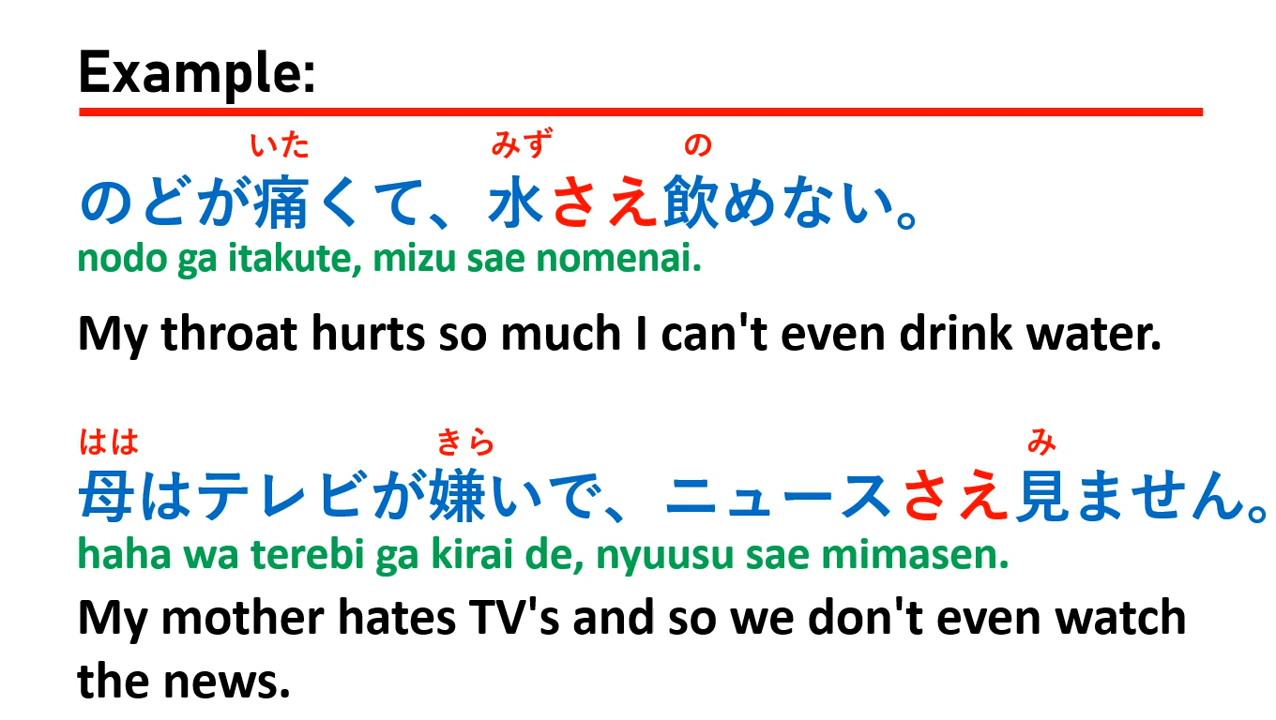 Example:
いた みず の
のどが痛くて、水さえ飲めない。
nodo ga itakute, mizu sae nomenai.
My throat hurts so much I can't even drink water.
はは きら み
母はテレビが嫌いで、ニュースさえ見ません。
haha wa terebi ga kirai de, nyuusu sae mimasen.
My mother hates TV's and so we don't even watch
the news.